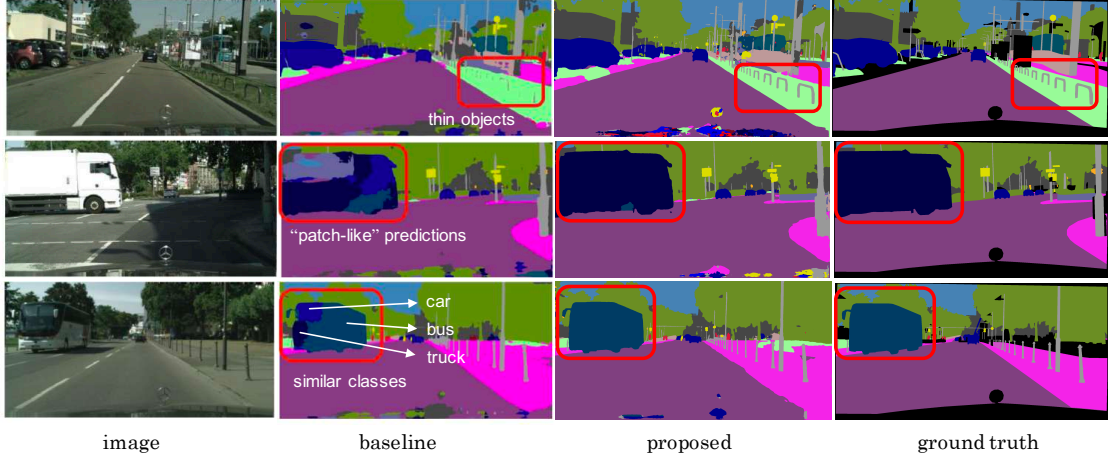 thin objects
“patch-like” predictions
car
bus
truck
similar classes
image baseline proposed ground truth